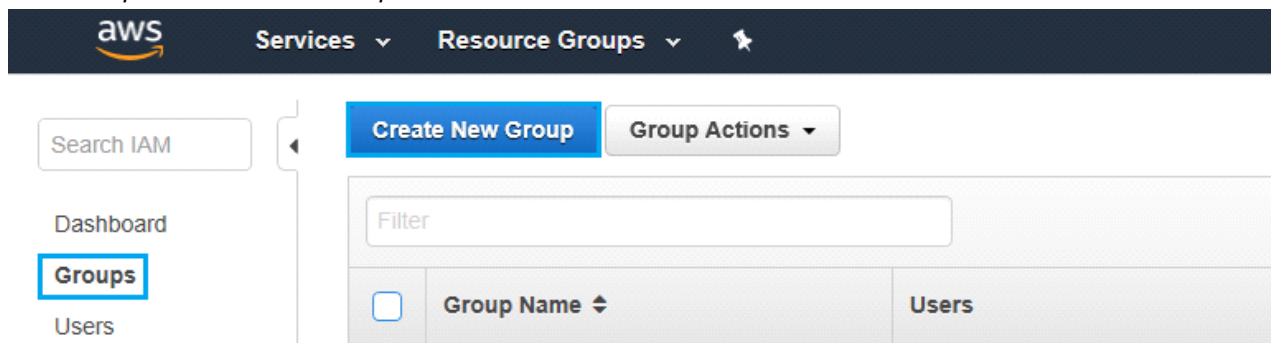 aws Services Resource Groups
Create New Group Group Actions
Search IAM
Filter
Dashboard
Groups
Group Name Users
Users